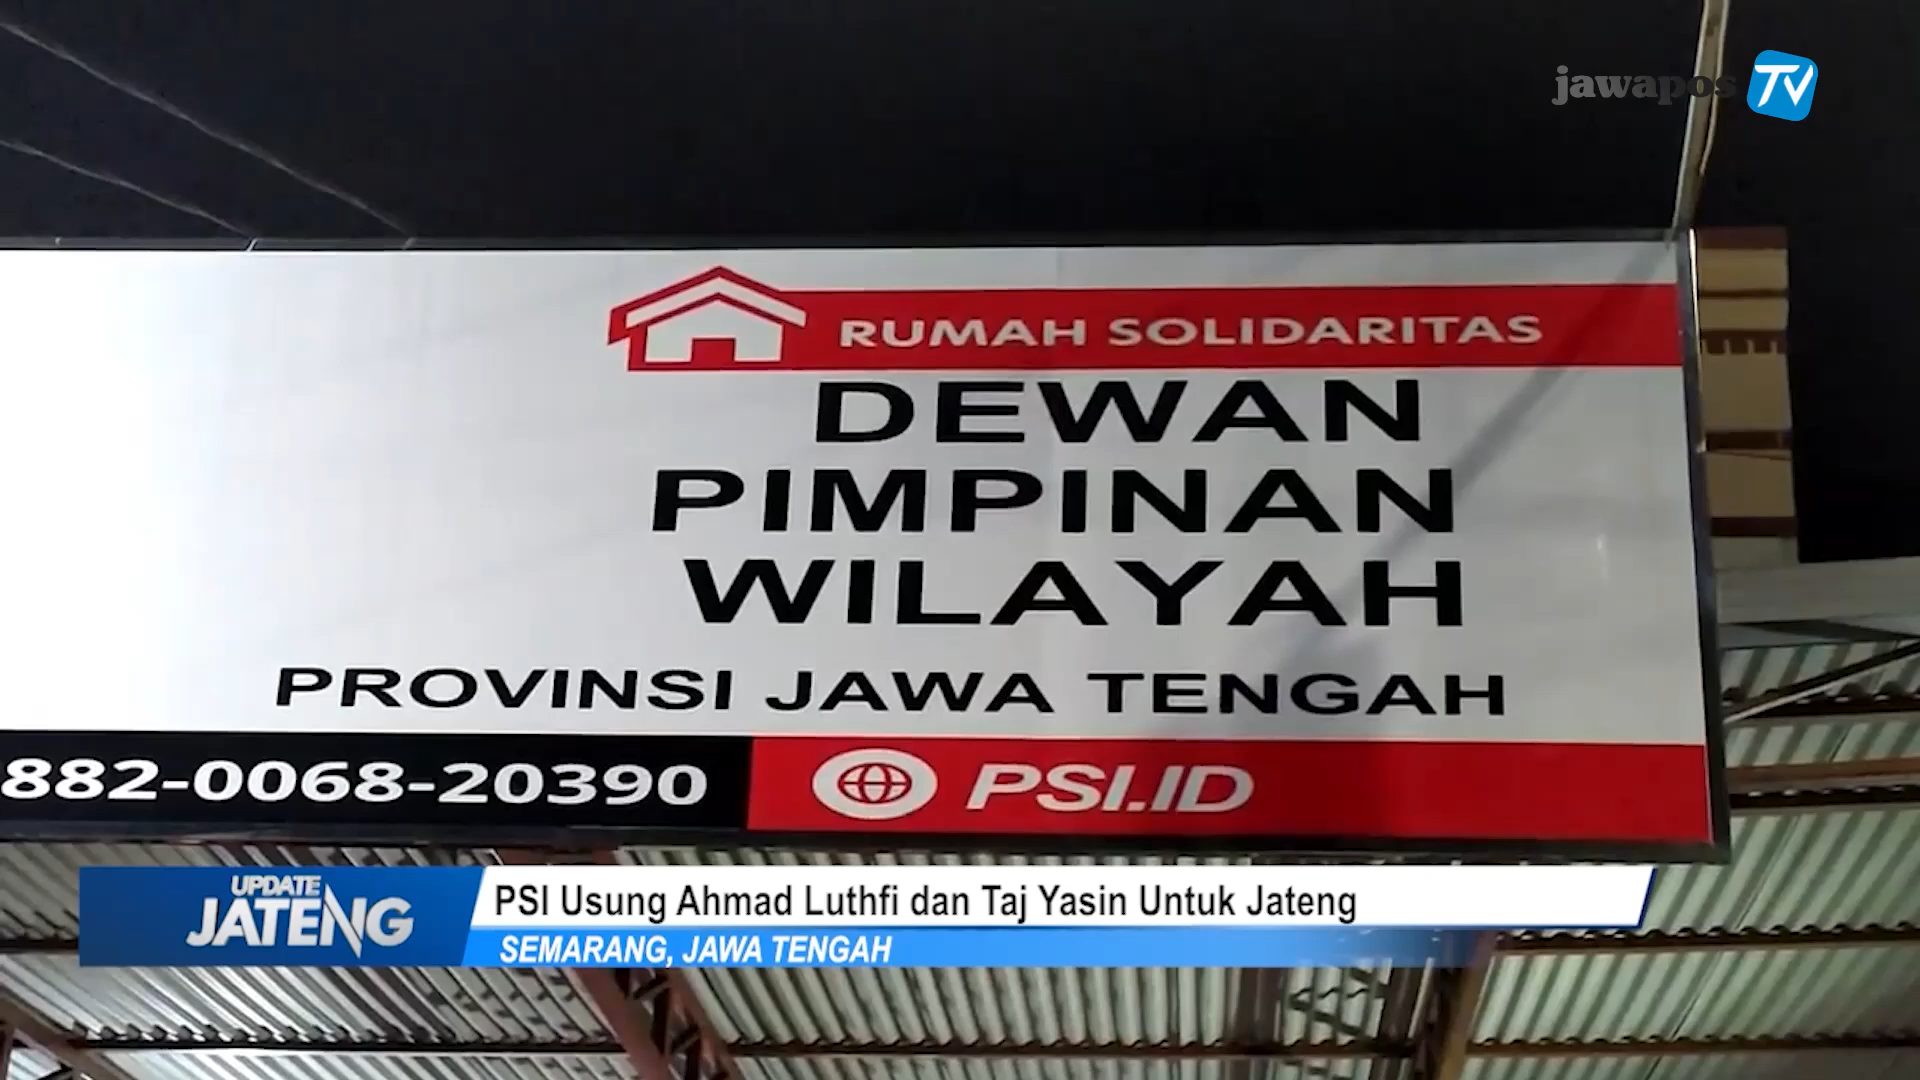 jawapos TV
RUMAH SOLIDARITAS
DEWAN
PIMPINAN
WILAYAH
PROVINSI JAWA TENGAH
882-0068-20390
PSI.ID
UPDATE
JATENG
PSI Usung Ahmad Luthfi dan Taj Yasin Untuk Jateng
SEMARANG, JAWA TENGAH